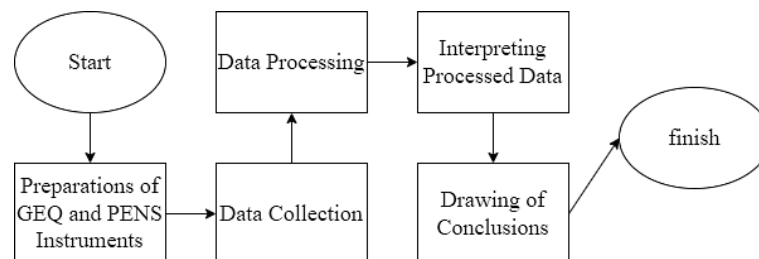 Start
Preparations of
GEQ and PENS
Instruments
Data Collection
Data Processing
Interpreting
Processed Data
Drawing of
Conclusions
finish